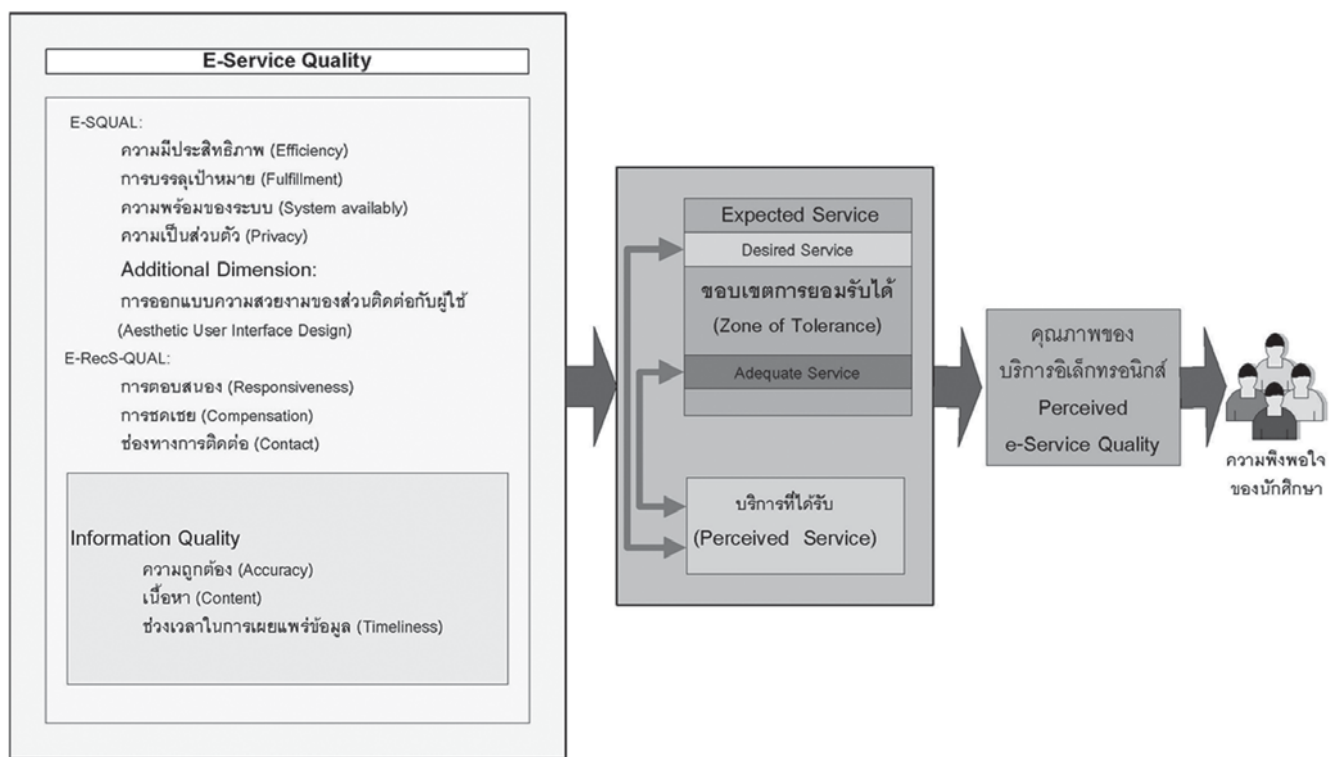 E-Service Quality
E-SQUAL:
ความมีประสิทธิภาพ (Efficiency)
การบรรลุเป้าหมาย (Fulfillment)
ความพร้อมของระบบ (System availably)
ความเป็นส่วนตัว (Privacy)
Additional Dimension:
การออกแบบความสวยงามของส่วนติดต่อกับผู้ใช้
(Aesthetic User Interface Design)
E-RecS-QUAL:
การตอบสนอง (Responsiveness)
การชดเชย (Compensation)
ช่องทางการติดต่อ (Contact)
Information Quality
ความถูกต้อง (Accuracy)
เนื้อหา (Content)
ช่วงเวลาในการเผยแพร่ข้อมูล (Timeliness)
Expected Service
Desired Service
ขอบเขตการยอมรับได้
(Zone of Tolerance)
Adequate Service
บริการที่ได้รับ
(Perceived Service)
คุณภาพของ
บริการอิเล็กทรอนิกส์
Perceived
e-Service Quality
ความพึงพอใจ
ของนักศึกษา